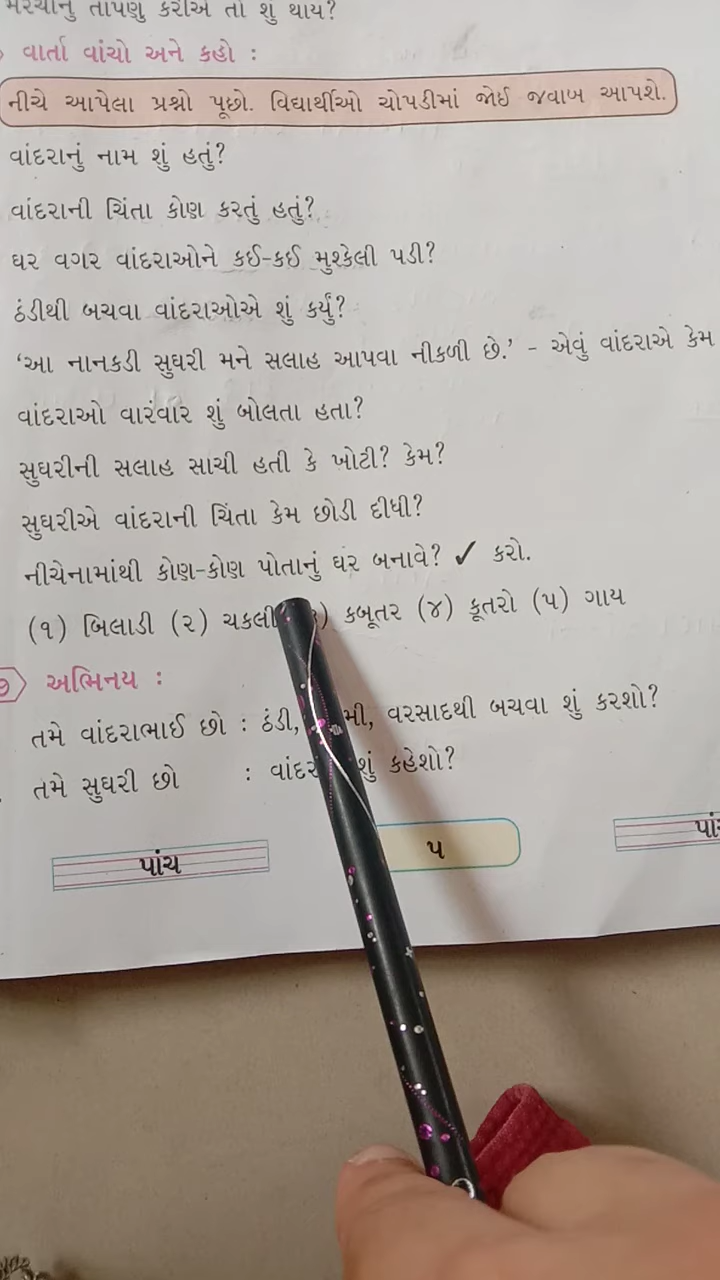 મરચાંનું તાપણું કરીએ તો શું થાય?
વાર્તા વાંચો અને કહો :
નીચે આપેલા પ્રશ્નો પૂછો. વિદ્યાર્થીઓ ચોપડીમાં જોઈ જવાબ આપશે.
વાંદરાનું નામ શું હતું?
વાંદરાની ચિંતા કોણ કરતું હતું?
ઘર વગર વાંદરાઓને કઈ-કઈ મુશ્કેલી પડી?
ઠંડીથી બચવા વાંદરાઓએ શું કર્યું?
‘આ નાનકડી સુઘરી મને સલાહ આપવા નીકળી છે.’ - એવું વાંદરાએ કેમ
વાંદરાઓ વારંવાર શું બોલતા હતા?
સુઘરીની સલાહ સાચી હતી કે ખોટી? કેમ?
સુઘરીએ વાંદરાની ચિંતા કેમ છોડી દીધી?
નીચેનામાંથી કોણ-કોણ પોતાનું ઘર બનાવે? ✓ કરો.
(૧) બિલાડી (૨) ચકલી કબૂતર (૪) કૂતરો (૫) ગાય
અભિનય :
તમે વાંદરાભાઈ છો : ઠંડી, વરસાદથી બચવા શું કરશો?
તમે સુઘરી છો : શું કહેશો?
પાંચ
૫